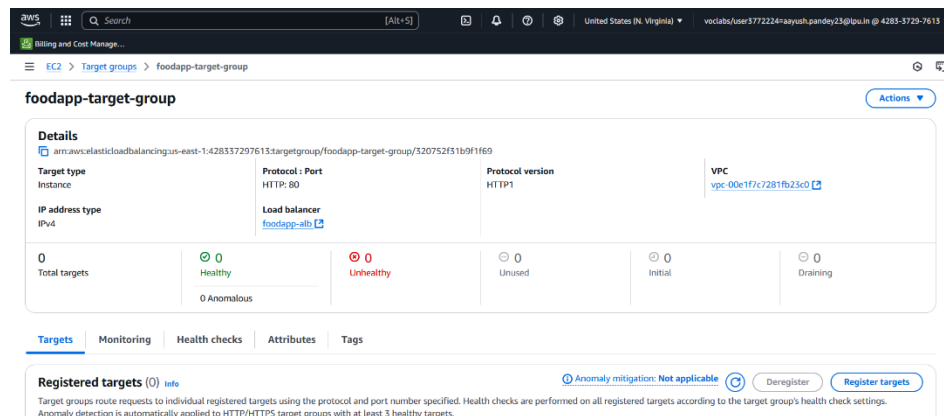 aws Search [Alt+S] United States (N. Virginia) voclabs/user3772224=aayush.pandey23@lpu.in @ 4283-3729-7613
Billing and Cost Manage...
EC2 > Target groups > foodapp-target-group
foodapp-target-group Actions
Details
arn:aws:elasticloadbalancing:us-east-1:428337297613:targetgroup/foodapp-target-group/320752f31b9f1f69
Target type Protocol : Port Protocol version VPC
Instance HTTP: 80 HTTP1 vpc-00e1f7c7281fb23c0
IP address type Load balancer
IPv4 foodapp-alb
0 0 0 0 0 0
Total targets Healthy Unhealthy Unused Initial Draining
0 Anomalous
Targets Monitoring Health checks Attributes Tags
Registered targets (0) Info Anomaly mitigation: Not applicable Deregister Register targets
Target groups route requests to individual registered targets using the protocol and port number specified. Health checks are performed on all registered targets according to the target group's health check settings.
Anomaly detection is automatically applied to HTTP/HTTPS target groups with at least 3 healthy targets.